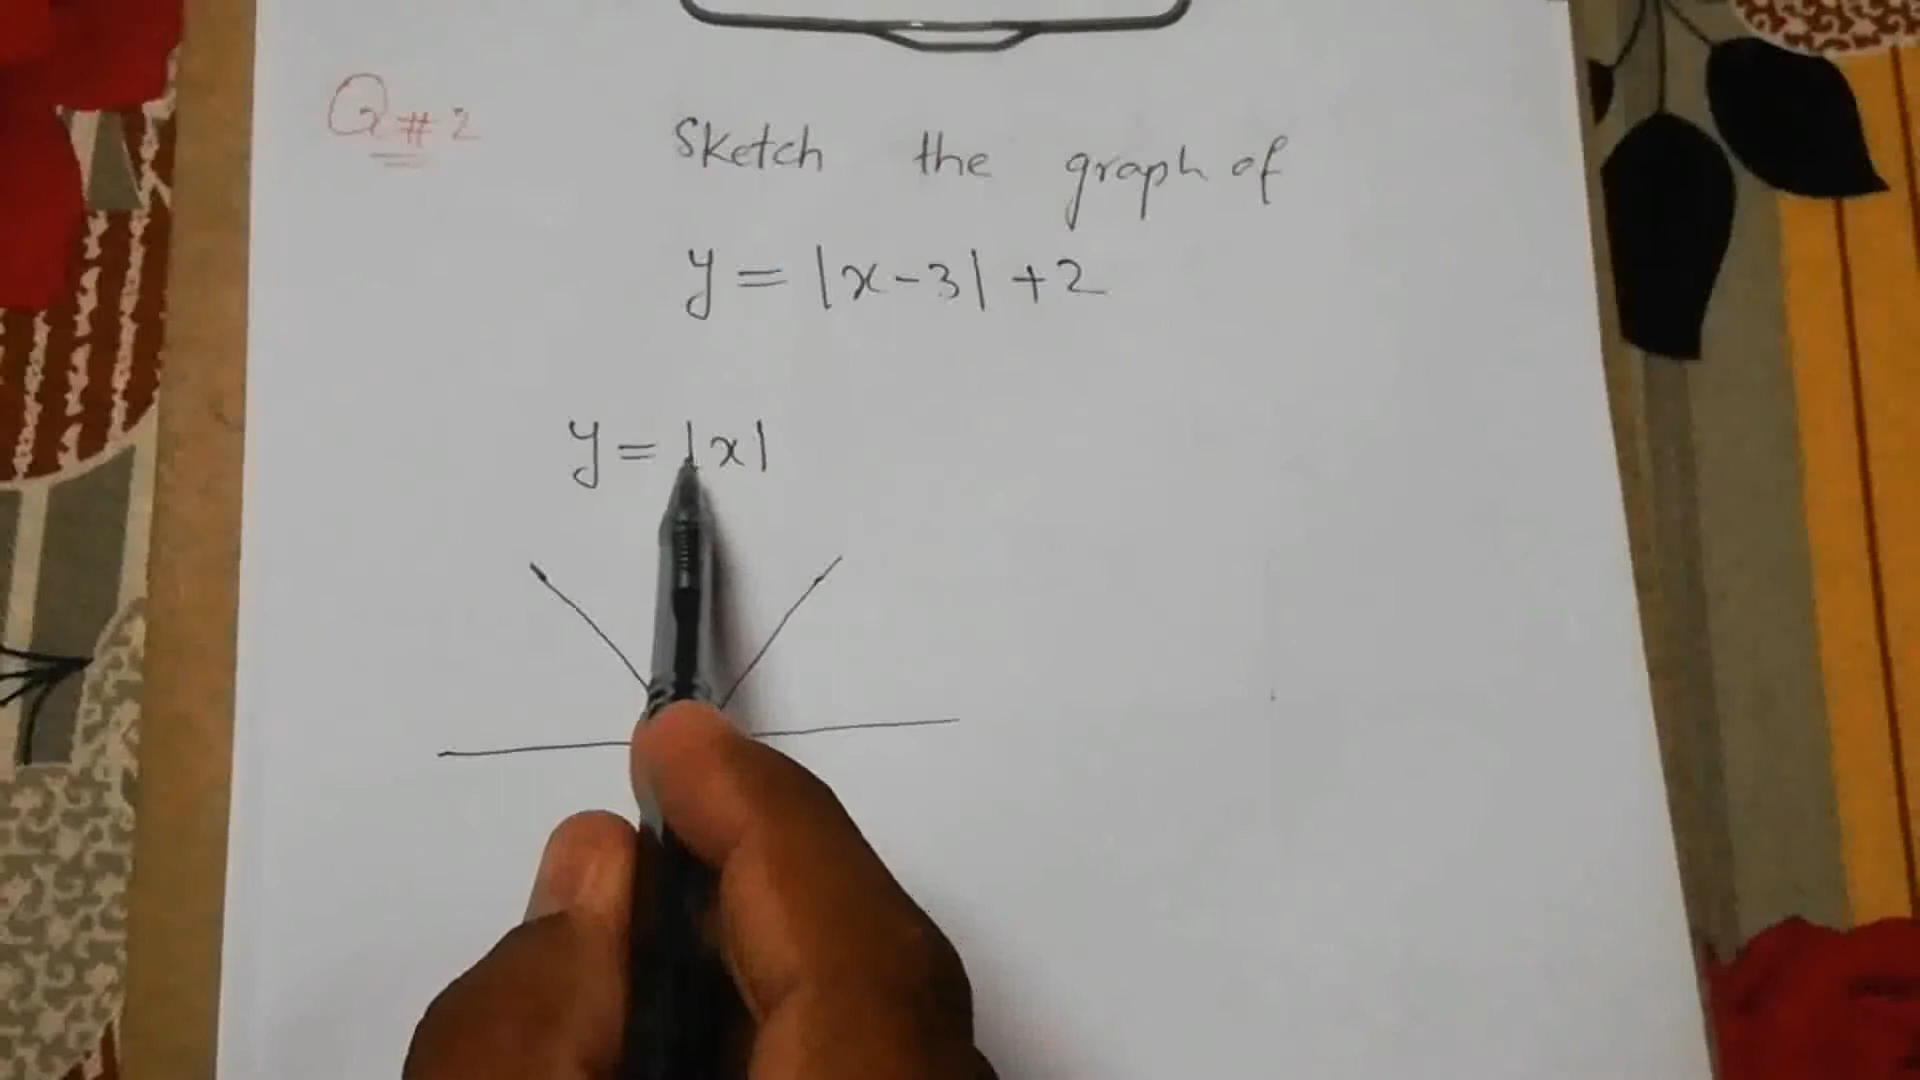 Q#2
Sketch the graph of
y = |x-3| +2
y = |x|